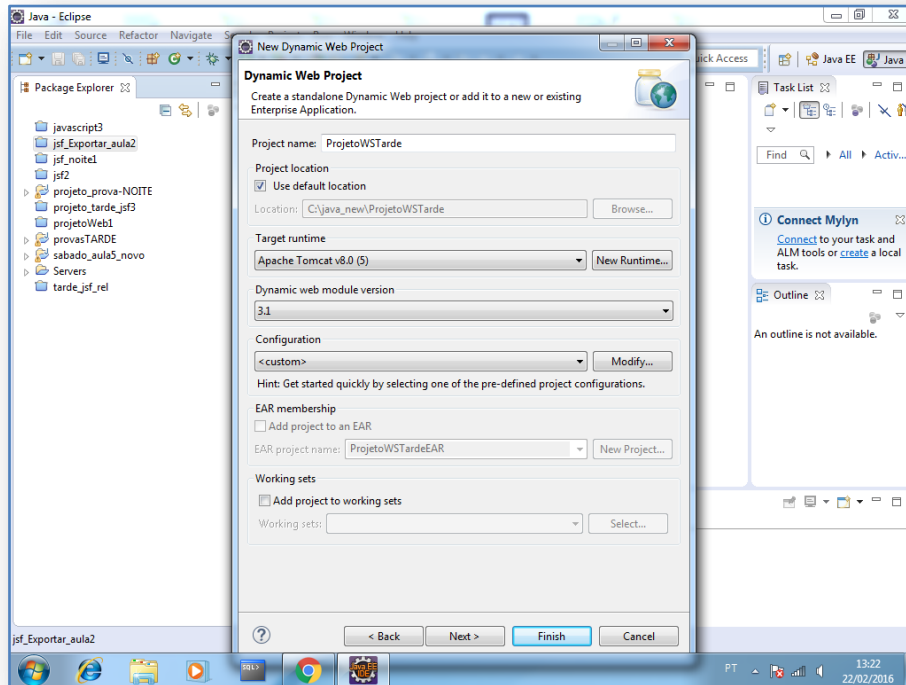 Java - Eclipse
File Edit Source Refactor Navigate
Quick Access
Java EE
Java
Package Explorer
javascript3
jsf_Exportar_aula2
jsf_noite1
jsf2
projeto_prova-NOITE
projeto_tarde_jsf3
projetoWeb1
provasTARDE
sabado_aula5_novo
Servers
tarde_jsf_rel
New Dynamic Web Project
Dynamic Web Project
Create a standalone Dynamic Web project or add it to a new or existing
Enterprise Application.
Project name: ProjetoWSTarde
Project location
Use default location
Location: C:\java_new\ProjetoWSTarde Browse...
Target runtime
Apache Tomcat v8.0 (5) New Runtime...
Dynamic web module version
3.1
Configuration
<custom> Modify...
Hint: Get started quickly by selecting one of the pre-defined project configurations.
EAR membership
Add project to an EAR
EAR project name: ProjetoWSTardeEAR New Project...
Working sets
Add project to working sets
Working sets: Select...
< Back Next > Finish Cancel
Task List
Find All Activ...
Connect Mylyn
Connect to your task and
ALM tools or create a local
task.
Outline
An outline is not available.
jsf_Exportar_aula2
SQL>
Java EE
IDE
PT
13:22
22/02/2016